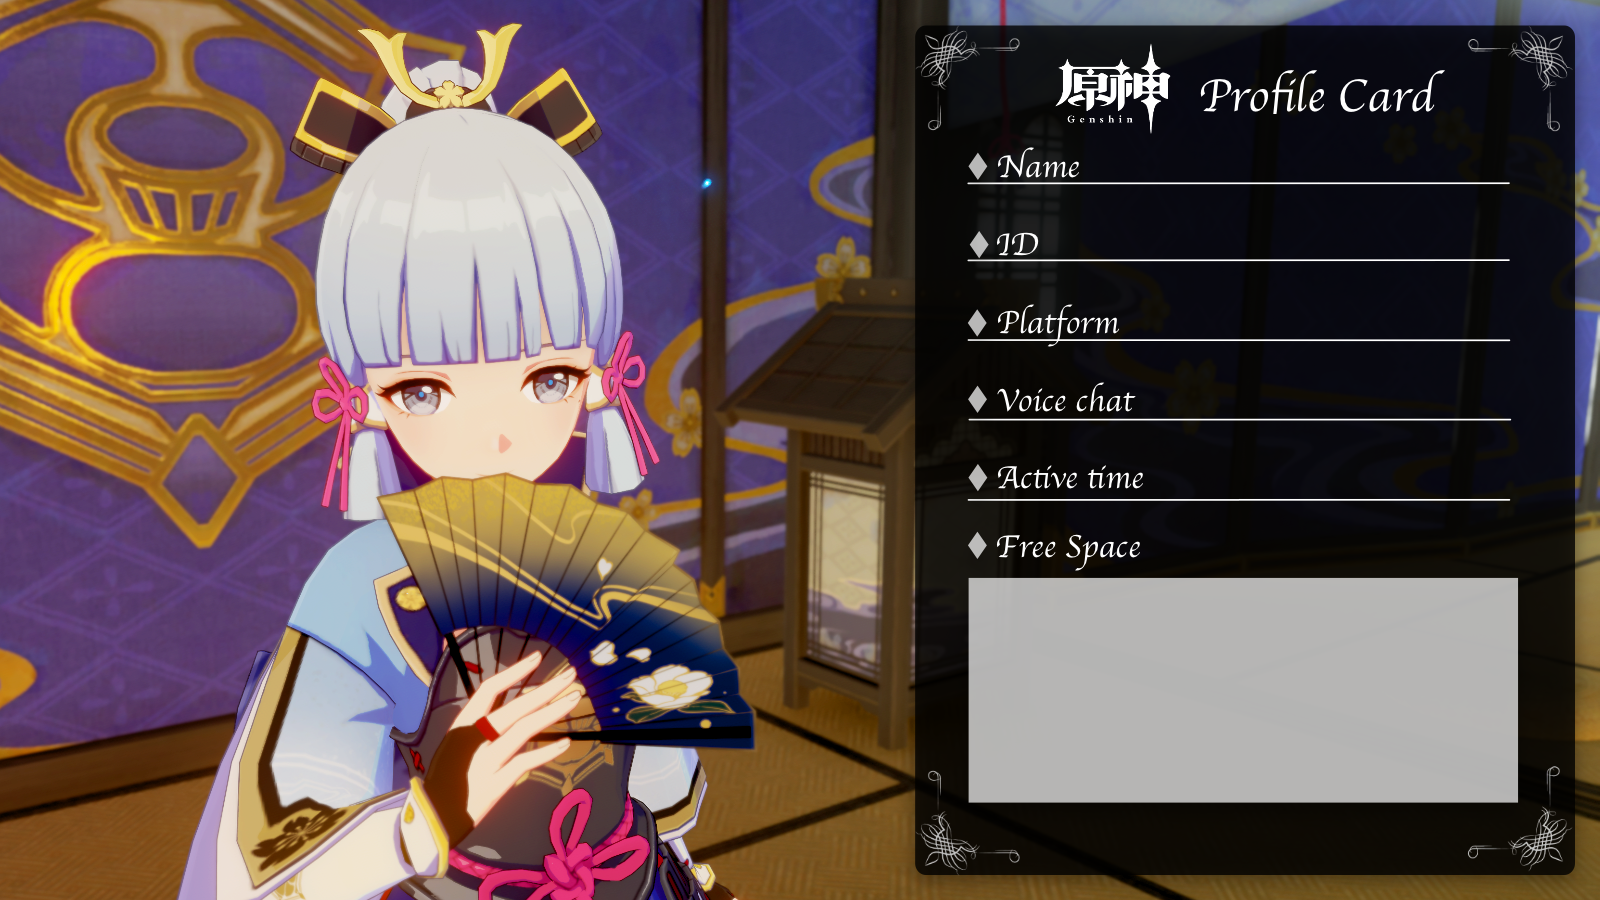 原神
Genshin
Profile Card
Name
ID
Platform
Voice chat
Active time
Free Space